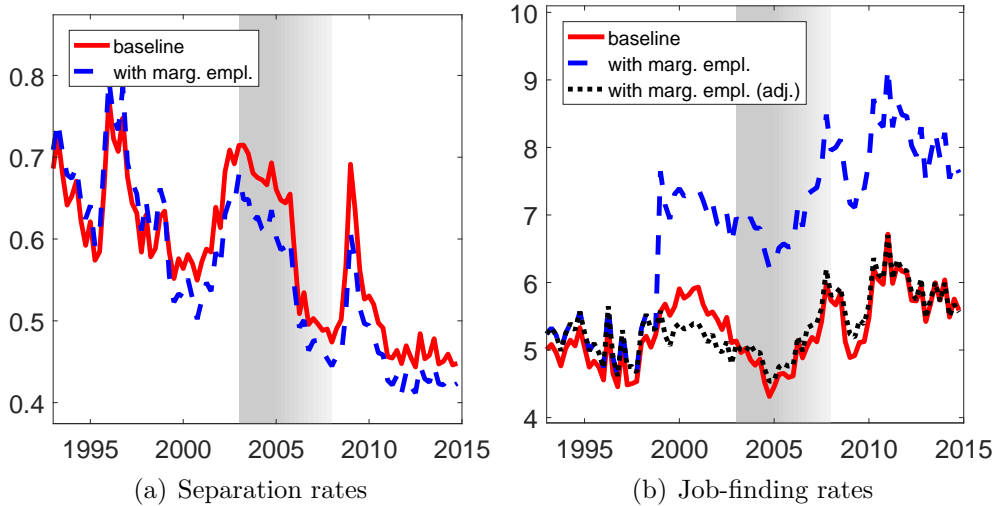 baseline
with marg. empl.
0.8
0.7
0.6
0.5
0.4
1995 2000 2005 2010 2015
(a) Separation rates
baseline
with marg. empl.
with marg. empl. (adj.)
10
9
8
7
6
5
4
1995 2000 2005 2010 2015
(b) Job-finding rates